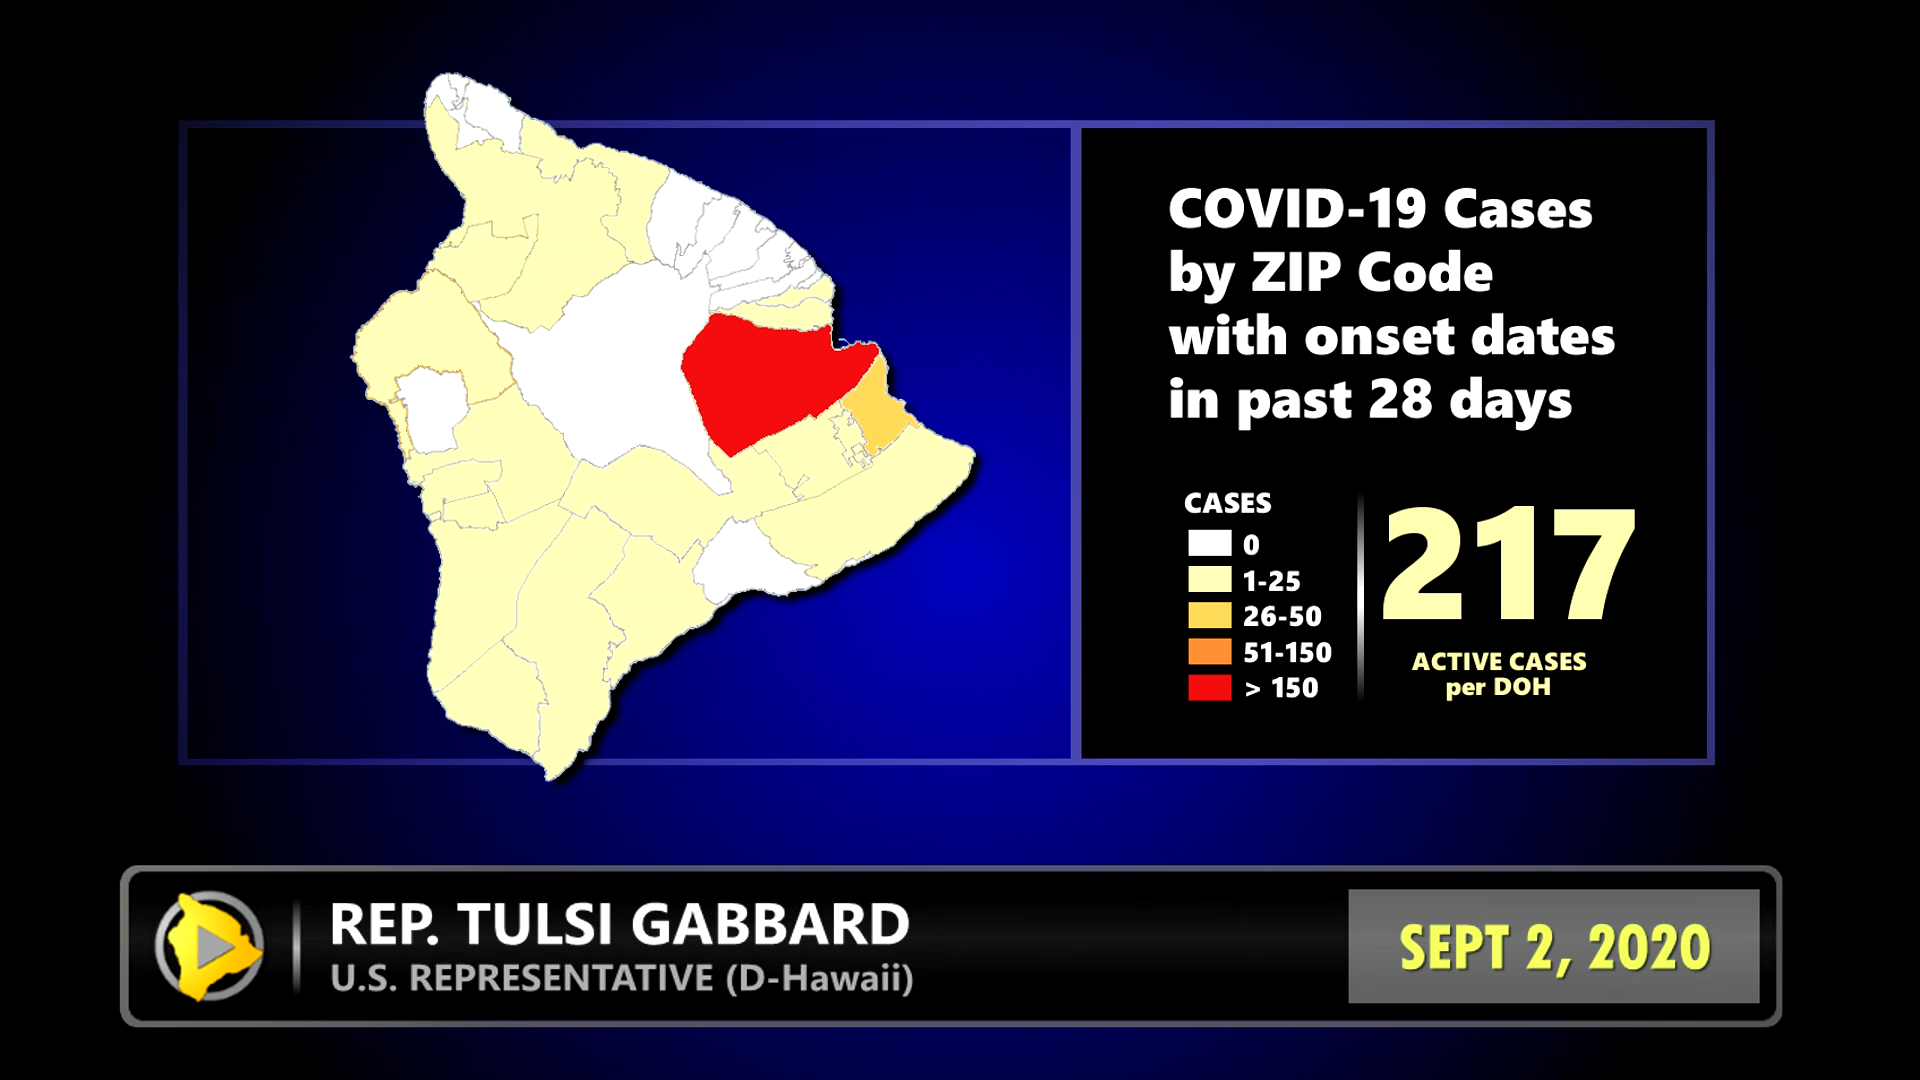 COVID-19 Cases
by ZIP Code
with onset dates
in past 28 days
CASES
0
1-25
26-50
51-150
> 150
217
ACTIVE CASES
per DOH
REP. TULSI GABBARD
U.S. REPRESENTATIVE (D-Hawaii)
SEPT 2, 2020